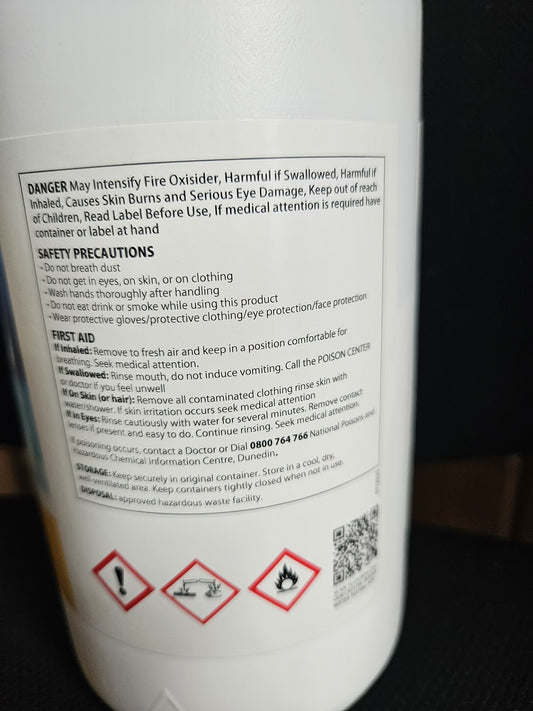 DANGER May Intensify Fire Oxisider, Harmful if Swallowed, Harmful if
Inhaled, Causes Skin Burns and Serious Eye Damage, Keep out of reach
of Children, Read Label Before Use, If medical attention is required have
container or label at hand
SAFETY PRECAUTIONS
- Do not breath dust
- Do not get in eyes, on skin, or on clothing
- Wash hands thoroughly after handling
- Do not eat drink or smoke while using this product
- Wear protective gloves/protective clothing/eye protection/face protection
FIRST AID
If inhaled: Remove to fresh air and keep in a position comfortable for
breathing. Seek medical attention.
If Swallowed: Rinse mouth, do not induce vomiting. Call the POISON CENTER
or doctor if you feel unwell
If On Skin (or hair): Remove all contaminated clothing rinse skin with
water/shower. If skin irritation occurs seek medical attention
If in Eyes: Rinse cautiously with water for several minutes. Remove contact
lenses if present and easy to do. Continue rinsing. Seek medical attention.
If poisoning occurs, contact a Doctor or Dial 0800 764 766 National Poisons and
Hazardous Chemical Information Centre, Dunedin.
STORAGE: Keep securely in original container. Store in a cool, dry,
well-ventilated area. Keep containers tightly closed when not in use.
DISPOSAL: approved hazardous waste facility.